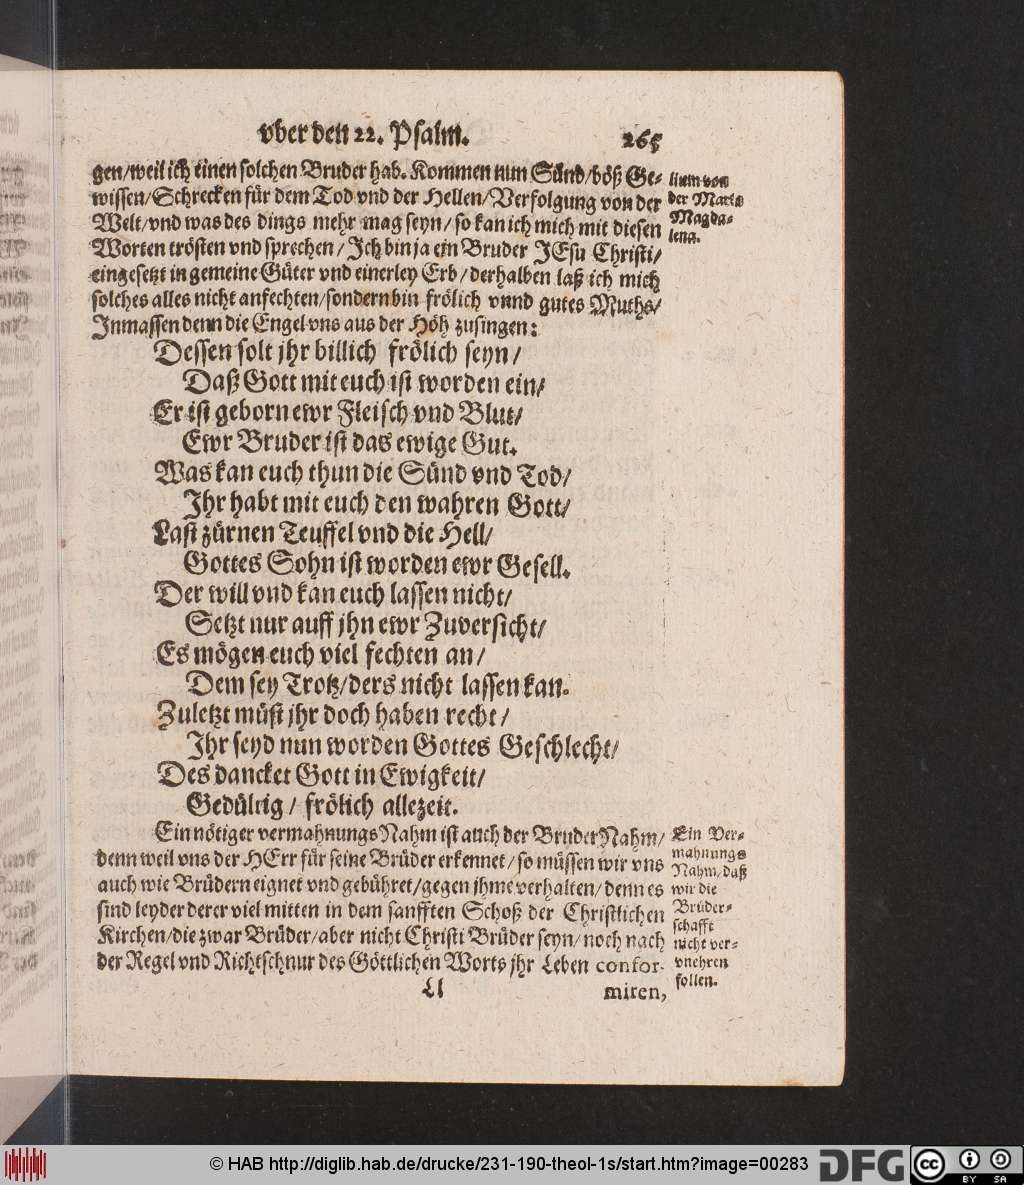 vber den 22. Psalm. 265
gen/weil ich einen solchen Bruder hab. Kommen nun Sünd/böß Ge-
wissen/Schrecken für dem Tod vnd der Hellen/Verfolgung von der
Welt/vnd was des dings mehr mag seyn/so kan ich mich mit diesen
Worten trösten vnd sprechen/Ich bin ja ein Bruder JEsu Christi/
eingesetzt in gemeine Güter vnd einerley Erb/derhalben laß ich mich
solches alles nicht anfechten/sondern bin frölich vnnd gutes Muths/
Inmassen denn die Engel vns aus der Höh zusingen:
lium von
der Maria
Magda-
lena.
Dessen solt jhr billich frölich seyn/
Daß Gott mit euch ist worden ein/
Er ist geborn ewr Fleisch vnd Blut/
Ewr Bruder ist das ewige Gut.
Was kan euch thun die Sünd vnd Tod/
Ihr habt mit euch den wahren Gott/
Last zürnen Teuffel vnd die Hell/
Gottes Sohn ist worden ewr Gesell.
Der will vnd kan euch lassen nicht/
Setzt nur auff jhn ewr Zuversicht/
Es mögen euch viel fechten an/
Dem sey Trotz/ders nicht lassen kan.
Zuletzt müst jhr doch haben recht/
Ihr seyd nun worden Gottes Geschlecht/
Des dancket Gott in Ewigkeit/
Gedültig/frölich allezeit.
Ein nötiger vermahnungs Nahm ist auch der Bruder Nahm/
denn weil vns der HErr für seine Brüder erkennet/so müssen wir vns
auch wie Brüdern eignet vnd gebühret/gegen jhme verhalten/denn es
sind leyder derer viel mitten in dem sanfften Schoß der Christlichen
Kirchen/die zwar Brüder/aber nicht Christi Brüder seyn/noch nach
der Regel vnd Richtschnur des Göttlichen Worts jhr Leben confor-
Ein Ver-
mahnungs
Nahm/daß
wir die
Brüder-
schafft
nicht ver-
vnehren
sollen.
Ll miren,
© HAB http://diglib.hab.de/drucke/231-190-theol-1s/start.htm?image=00283 DFG cc BY SA